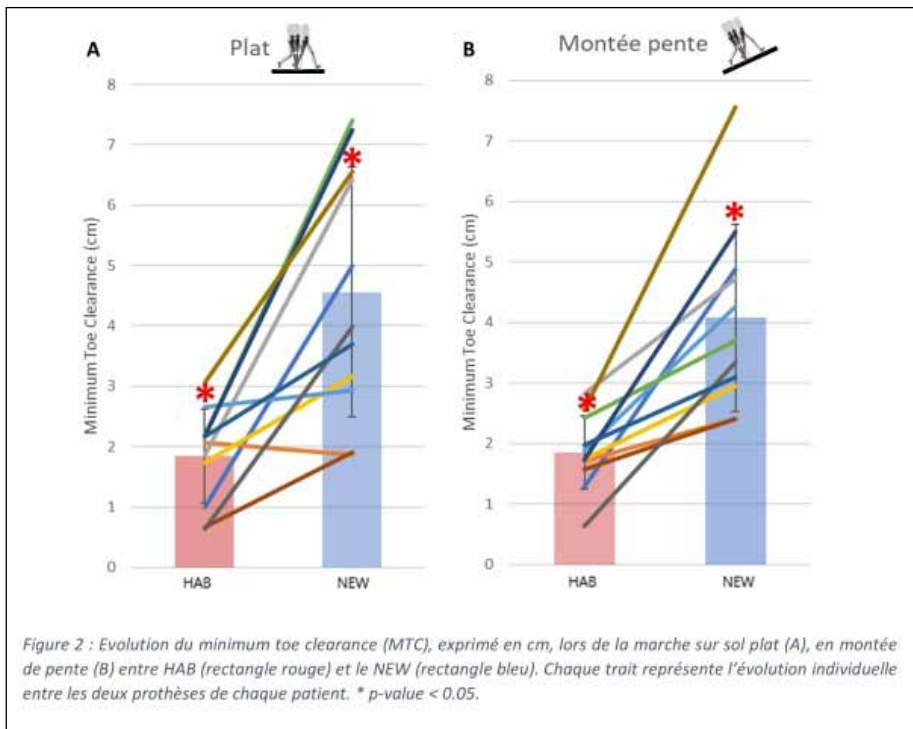 A
Plat
8
7
6
5
4
3
2
1
0
Minimum Toe Clearance (cm)
*
*
HAB
NEW
B
Montée pente
8
7
6
5
4
3
2
1
0
Minimum Toe Clearance (cm)
*
*
HAB
NEW
Figure 2 : Evolution du minimum toe clearance (MTC), exprimé en cm, lors de la marche sur sol plat (A), en montée
de pente (B) entre HAB (rectangle rouge) et le NEW (rectangle bleu). Chaque trait représente l'évolution individuelle
entre les deux prothèses de chaque patient. * p-value < 0.05.